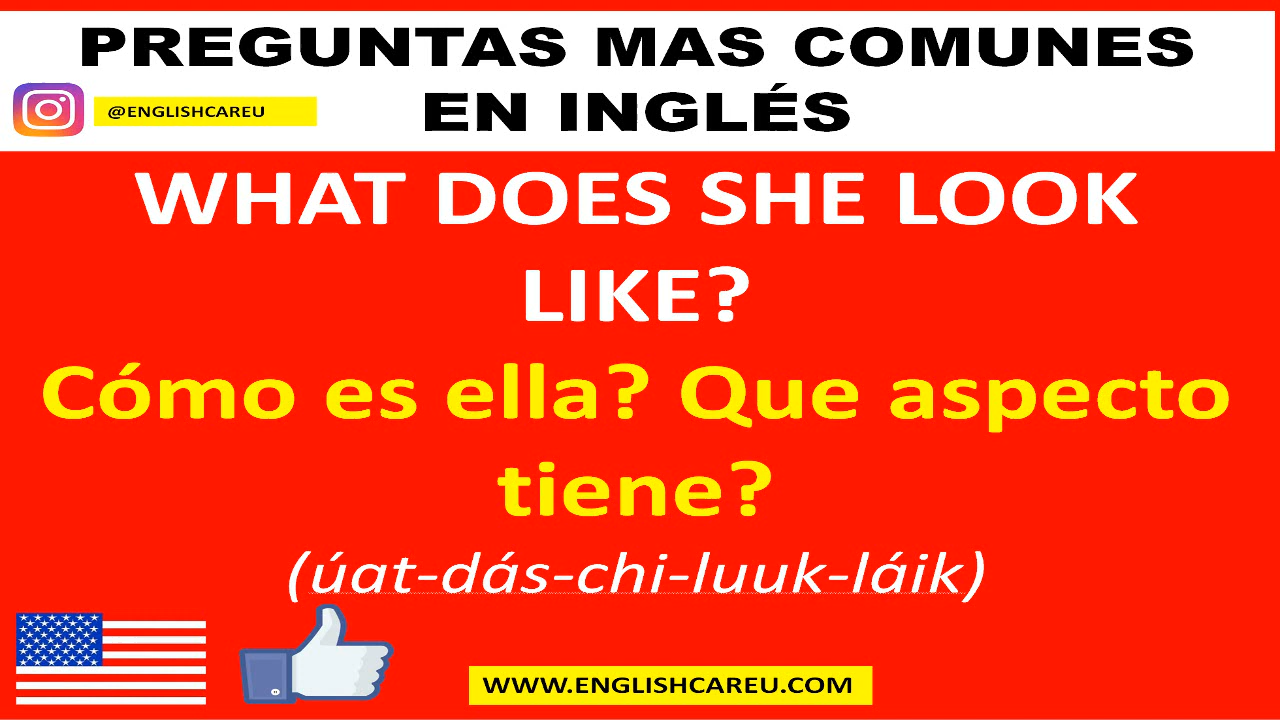 PREGUNTAS MAS COMUNES
EN INGLÉS
@ENGLISHCAREU
WHAT DOES SHE LOOK
LIKE?
Cómo es ella? Que aspecto
tiene?
(úat-dás-chi-luuk-láik)
WWW.ENGLISHCAREU.COM